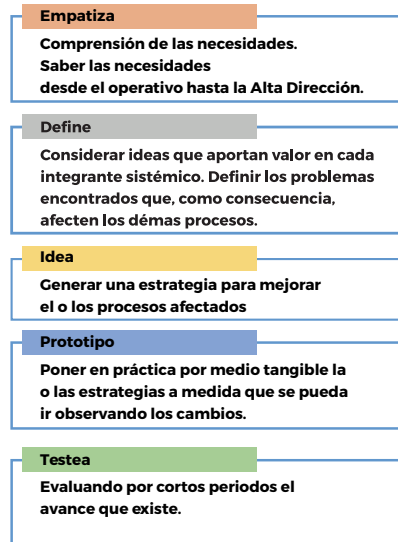 Empatiza
Comprensión de las necesidades.
Saber las necesidades
desde el operativo hasta la Alta Dirección.
Define
Considerar ideas que aportan valor en cada
integrante sistémico. Definir los problemas
encontrados que, como consecuencia,
afecten los démas procesos.
Idea
Generar una estrategia para mejorar
el o los procesos afectados
Prototipo
Poner en práctica por medio tangible la
o las estrategias a medida que se pueda
ir observando los cambios.
Testea
Evaluando por cortos periodos el
avance que existe.